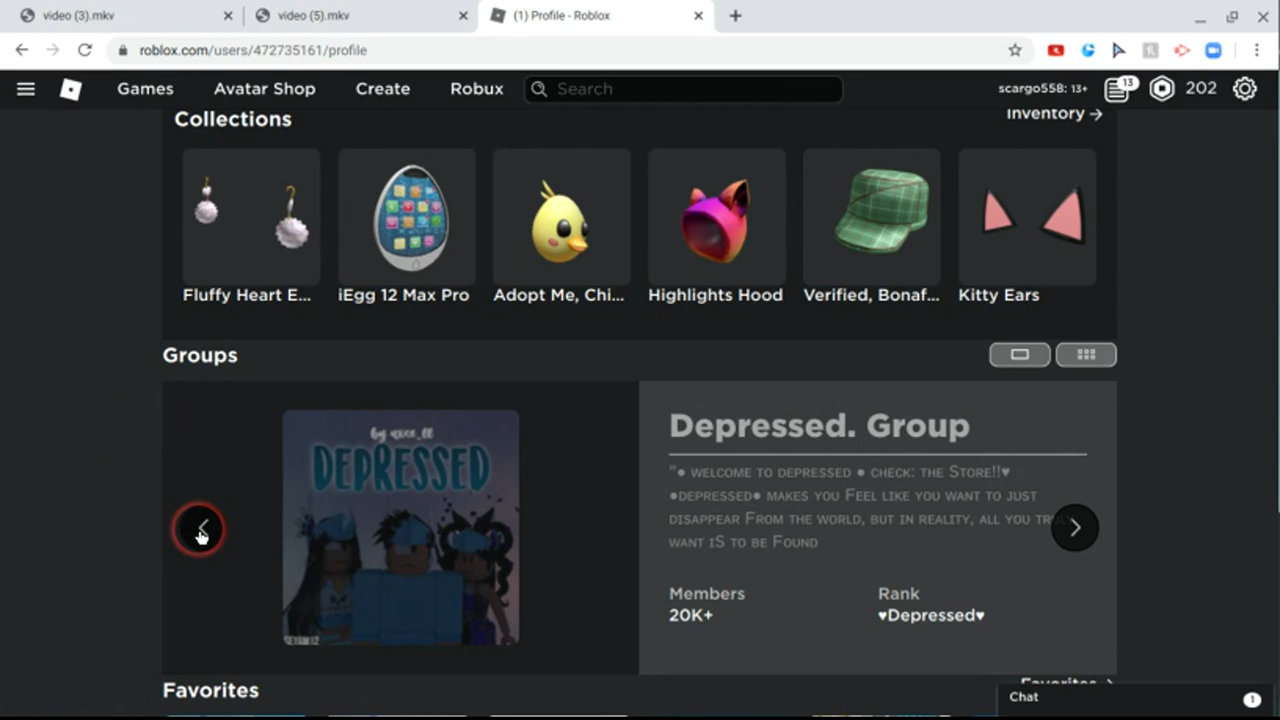 video (3).mkv
video (5).mkv
(1) Profile - Roblox
roblox.com/users/472735161/profile
Games
Avatar Shop
Create
Robux
Search
scargo558: 13+
13
202
Collections
Inventory →
Fluffy Heart E...
iEgg 12 Max Pro
Adopt Me, Chi...
Highlights Hood
Verified, Bonaf...
Kitty Ears
Groups
DEPRESSED
Depressed. Group
"● WELCOME TO DEPRESSED ● CHECK: THE STORE!!♥
●DEPRESSED● MAKES YOU FEEL LIKE YOU WANT TO JUST
DISAPPEAR FROM THE WORLD, BUT IN REALITY, ALL YOU
WANT IS TO BE FOUND
Members
Rank
20K+
♥Depressed♥
Favorites
Favorites
Chat
1